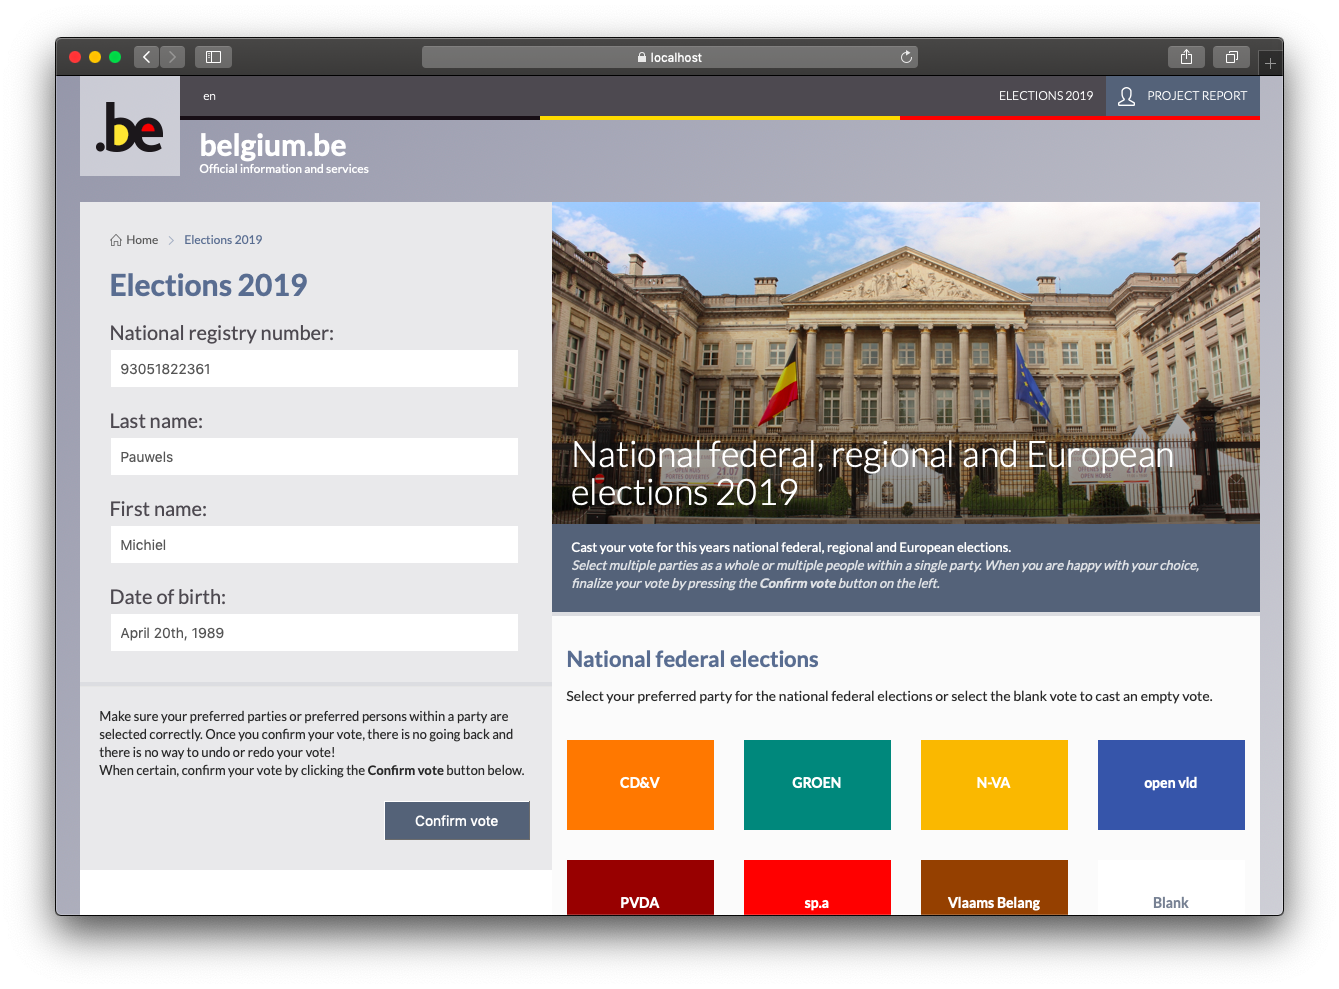 localhost
en
ELECTIONS 2019
PROJECT REPORT
.be
belgium.be
Official information and services
Home
Elections 2019
Elections 2019
National registry number:
93051822361
Last name:
Pauwels
First name:
Michiel
Date of birth:
April 20th, 1989
Make sure your preferred parties or preferred persons within a party are
selected correctly. Once you confirm your vote, there is no going back and
there is no way to undo or redo your vote!
When certain, confirm your vote by clicking the Confirm vote button below.
Confirm vote
21.07
21.07
National federal, regional and European
elections 2019
Cast your vote for this years national federal, regional and European elections.
Select multiple parties as a whole or multiple people within a single party. When you are happy with your choice,
finalize your vote by pressing the Confirm vote button on the left.
National federal elections
Select your preferred party for the national federal elections or select the blank vote to cast an empty vote.
CD&V
GROEN
N-VA
open vld
PVDA
sp.a
Vlaams Belang
Blank